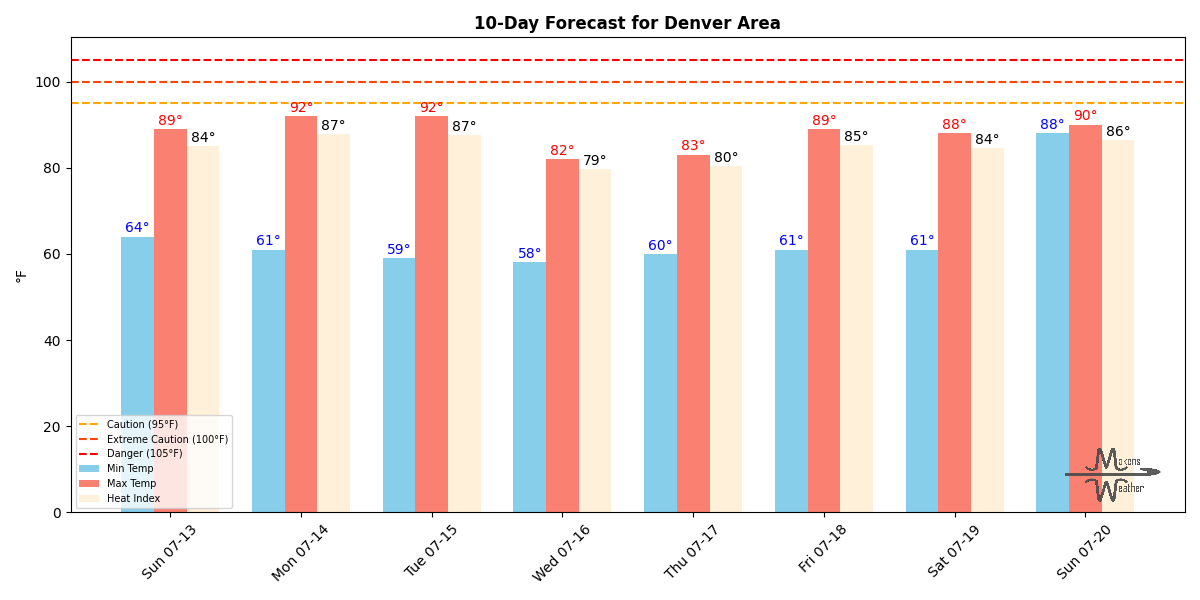 10-Day Forecast for Denver Area
°F
100
80
60
40
20
0
64° 89° 84°
61° 92° 87°
59° 92° 87°
58° 82° 79°
60° 83° 80°
61° 89° 85°
61° 88° 84°
88° 90° 86°
Caution (95°F)
Extreme Caution (100°F)
Danger (105°F)
Min Temp
Max Temp
Heat Index
Sun 07-13
Mon 07-14
Tue 07-15
Wed 07-16
Thu 07-17
Fri 07-18
Sat 07-19
Sun 07-20